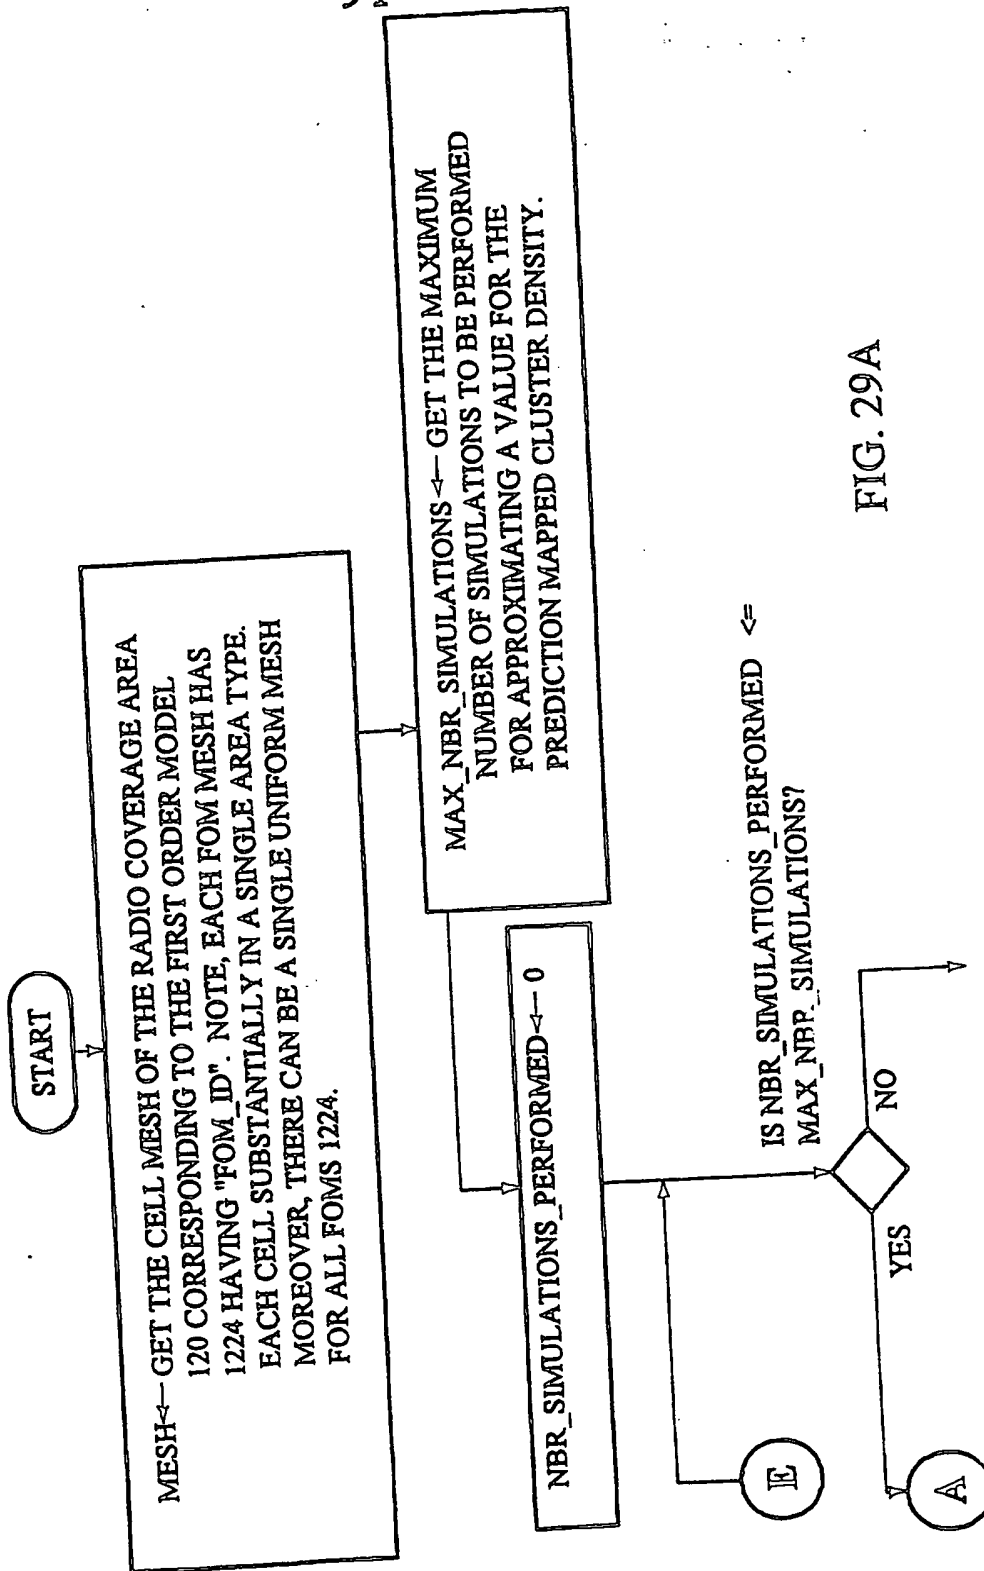 START
MESH ← GET THE CELL MESH OF THE RADIO COVERAGE AREA
120 CORRESPONDING TO THE FIRST ORDER MODEL
1224 HAVING "FOM_ID". NOTE, EACH FOM MESH HAS
EACH CELL SUBSTANTIALLY IN A SINGLE AREA TYPE.
MOREOVER, THERE CAN BE A SINGLE UNIFORM MESH
FOR ALL FOMS 1224.
MAX_NBR_SIMULATIONS ← GET THE MAXIMUM
NUMBER OF SIMULATIONS TO BE PERFORMED
FOR APPROXIMATING A VALUE FOR THE
PREDICTION MAPPED CLUSTER DENSITY.
NBR_SIMULATIONS_PERFORMED ← 0
IS NBR_SIMULATIONS_PERFORMED <=
MAX_NBR_SIMULATIONS?
YES
NO
E
A
FIG. 29A